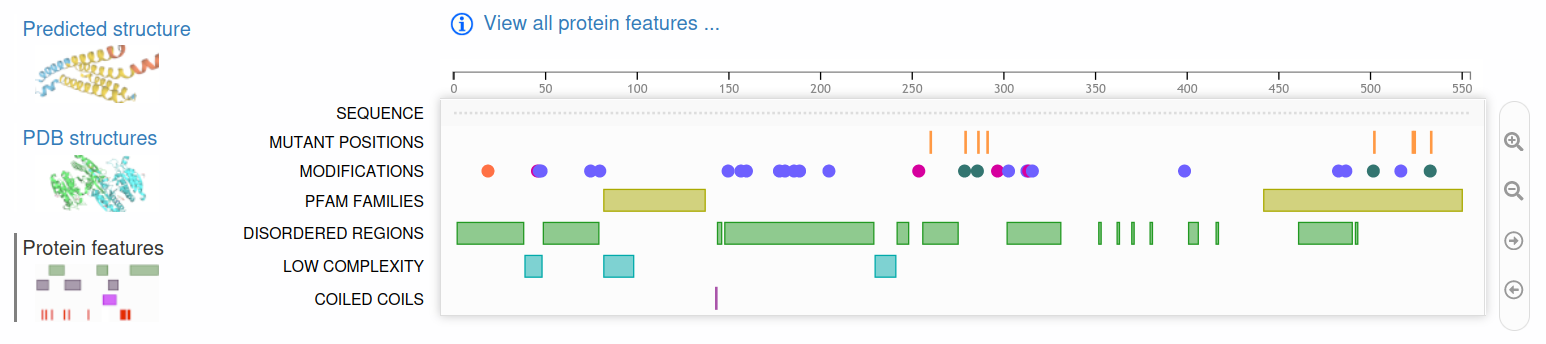 Predicted structure
PDB structures
Protein features
View all protein features ...
0 50 100 150 200 250 300 350 400 450 500 550
SEQUENCE
MUTANT POSITIONS
MODIFICATIONS
PFAM FAMILIES
DISORDERED REGIONS
LOW COMPLEXITY
COILED COILS